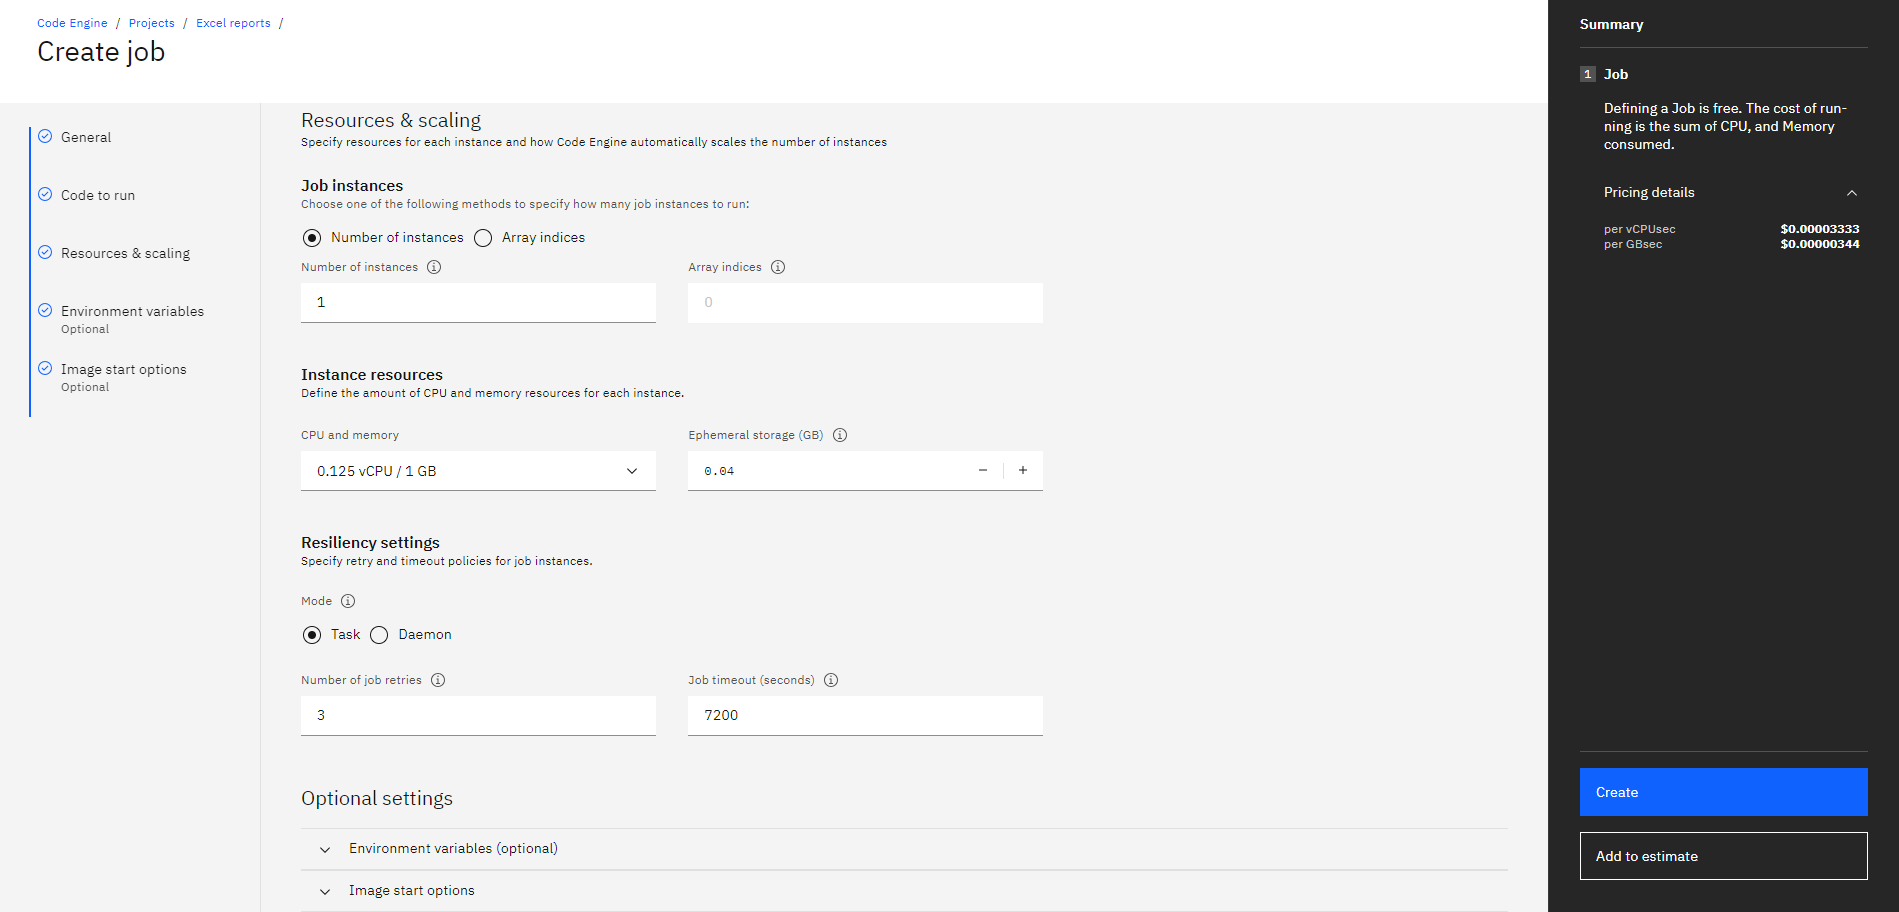 Code Engine / Projects / Excel reports /
Create job
General
Code to run
Resources & scaling
Environment variables
Optional
Image start options
Optional
Resources & scaling
Specify resources for each instance and how Code Engine automatically scales the number of instances
Job instances
Choose one of the following methods to specify how many job instances to run:
Number of instances Array indices
Number of instances Array indices
1 0
Instance resources
Define the amount of CPU and memory resources for each instance.
CPU and memory Ephemeral storage (GB)
0.125 vCPU / 1 GB 0.04
Resiliency settings
Specify retry and timeout policies for job instances.
Mode
Task Daemon
Number of job retries Job timeout (seconds)
3 7200
Optional settings
Environment variables (optional)
Image start options
Summary
1 Job
Defining a Job is free. The cost of run-
ning is the sum of CPU, and Memory
consumed.
Pricing details
per vCPUsec $0.00003333
per GBsec $0.00000344
Create
Add to estimate